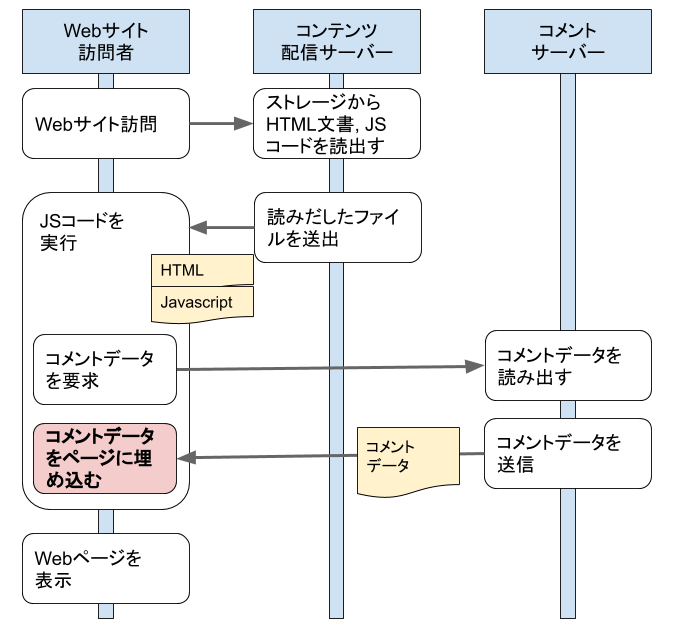 Webサイト
訪問者
コンテンツ
配信サーバー
コメント
サーバー
Webサイト訪問
ストレージから
HTML文書, JS
コードを読出す
JSコードを
実行
読みだしたファイ
ルを送出
HTML
Javascript
コメントデータ
を要求
コメントデータを
読み出す
コメントデータ
をページに埋
め込む
コメント
データ
コメントデータを
送信
Webページを
表示